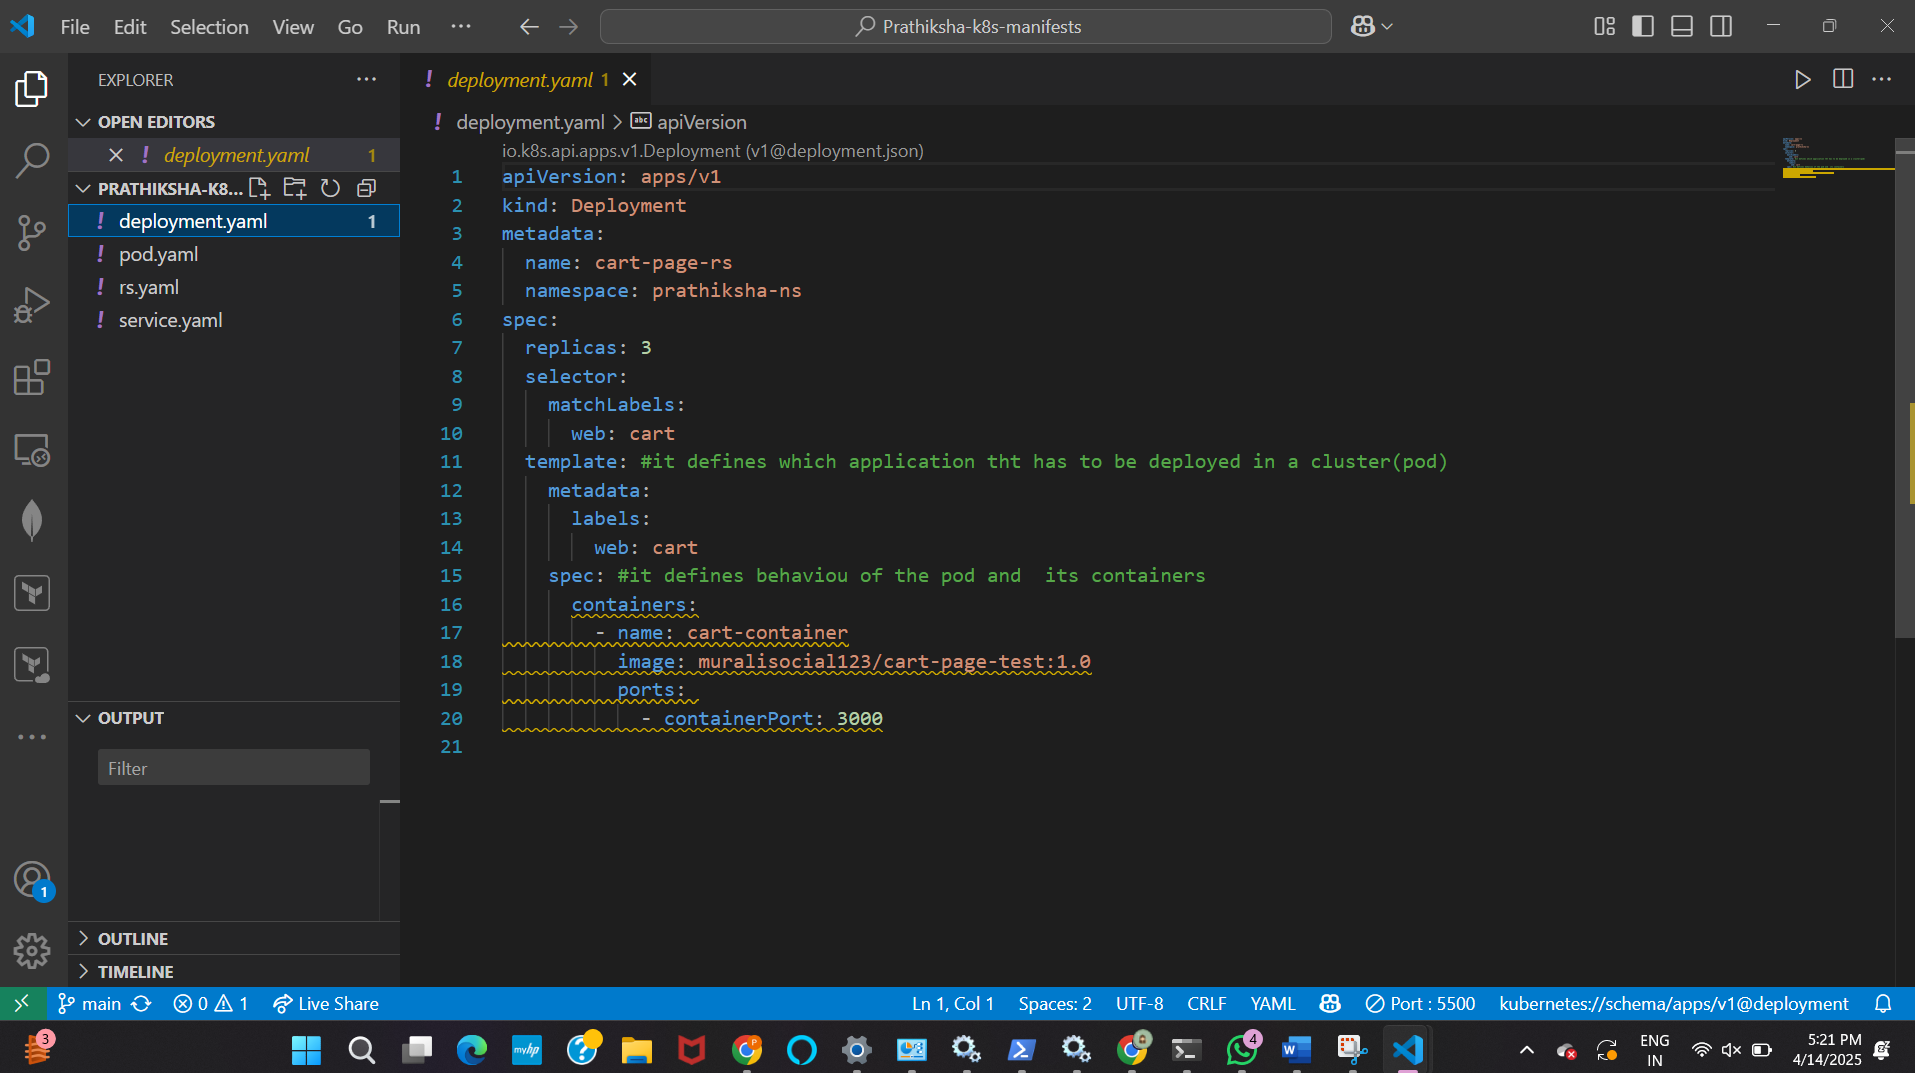 File Edit Selection View Go Run ··· Prathiksha-k8s-manifests
EXPLORER ···
OPEN EDITORS
deployment.yaml 1
PRATHIKSHA-K8...
deployment.yaml 1
pod.yaml
rs.yaml
service.yaml
OUTPUT
Filter
OUTLINE
TIMELINE
1
deployment.yaml 1
deployment.yaml > apiVersion
io.k8s.api.apps.v1.Deployment (v1@deployment.json)
1 apiVersion: apps/v1
2 kind: Deployment
3 metadata:
4 name: cart-page-rs
5 namespace: prathiksha-ns
6 spec:
7 replicas: 3
8 selector:
9 matchLabels:
10 web: cart
11 template: #it defines which application tht has to be deployed in a cluster(pod)
12 metadata:
13 labels:
14 web: cart
15 spec: #it defines behaviou of the pod and  its containers
16 containers:
17 - name: cart-container
18 image: muralisocial123/cart-page-test:1.0
19 ports:
20 - containerPort: 3000
21
main 0 1 Live Share Ln 1, Col 1 Spaces: 2 UTF-8 CRLF YAML Port : 5500 kubernetes://schema/apps/v1@deployment
3 myhp P 4 W ENG 5:21 PM
IN 4/14/2025